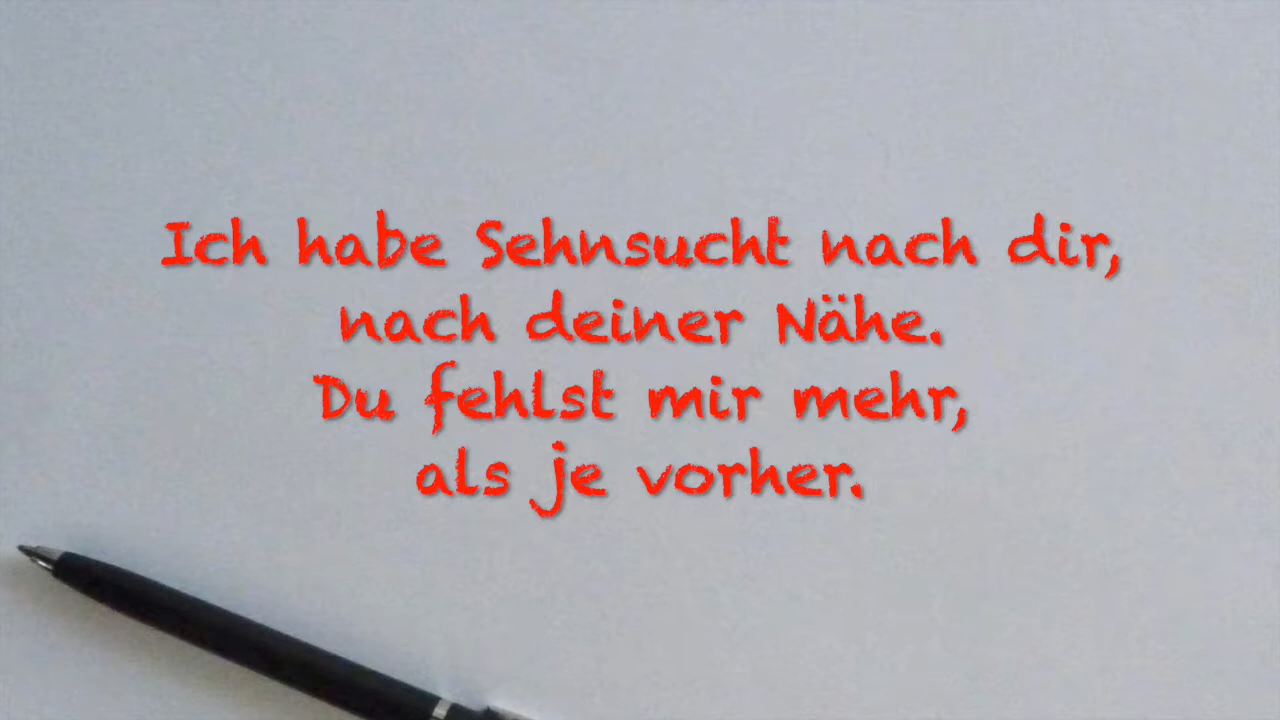 Ich habe Sehnsucht nach dir,
nach deiner Nähe.
Du fehlst mir mehr,
als je vorher.